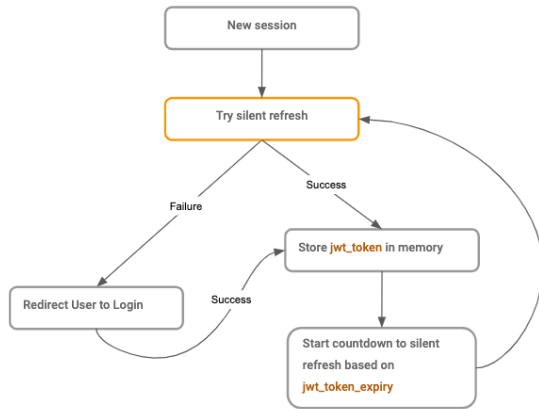 New session
Try silent refresh
Failure
Success
Store jwt_token in memory
Redirect User to Login
Success
Start countdown to silent
refresh based on
jwt_token_expiry